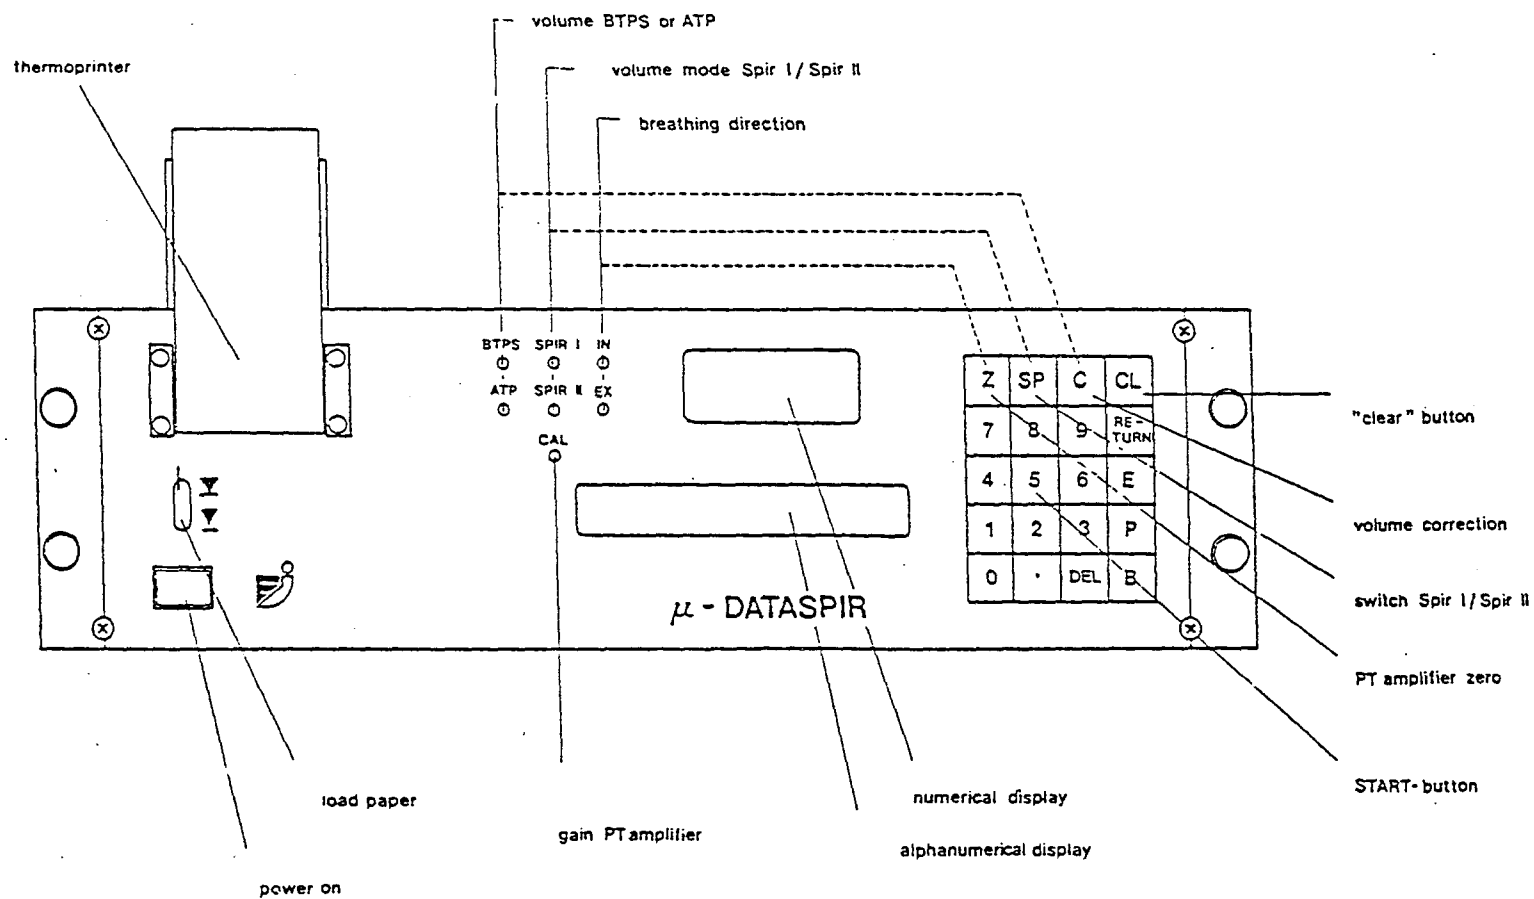 volume BTPS or ATP
thermoprinter
volume mode Spir I / Spir II
breathing direction
BTPS SPIR I IN
ATP SPIR II EX
CAL
Z SP C CL
7 8 9 RE-TURN
4 5 6 E
1 2 3 P
0 . DEL B
µ - DATASPIR
"clear" button
volume correction
switch Spir I / Spir II
PT amplifier zero
START-button
load paper
numerical display
gain PT amplifier
alphanumerical display
power on